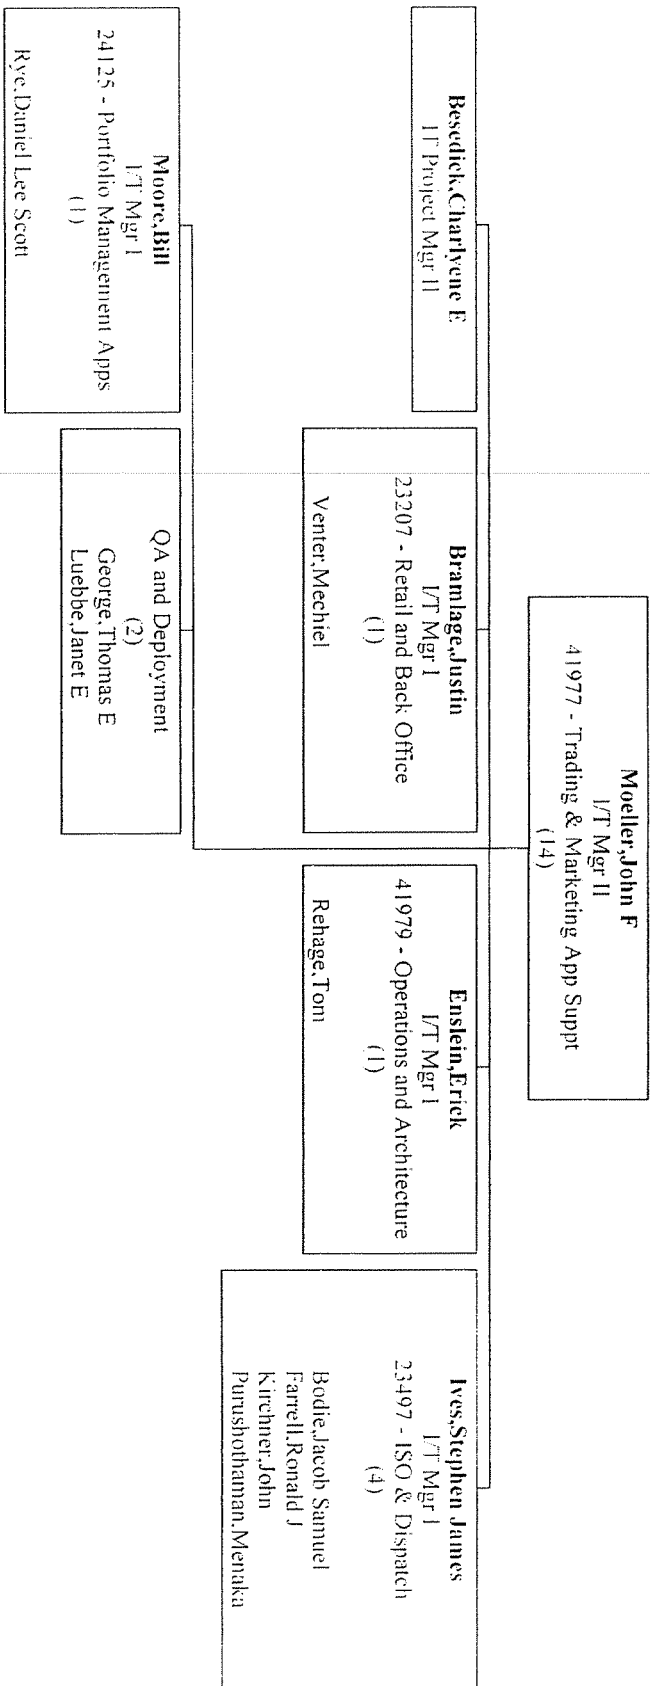 Moeller,John F
I/T Mgr II
41977 - Trading & Marketing App Suppt
(14)
Besedick,Charlyene E
IT Project Mgr II
Bramlage,Justin
I/T Mgr I
23207 - Retail and Back Office
(1)
Venter,Mechiel
Enslein,Erick
I/T Mgr I
41979 - Operations and Architecture
(1)
Rehage,Tom
Ives,Stephen James
I/T Mgr I
23497 - ISO & Dispatch
(4)
Bodie,Jacob Samuel
Farrell,Ronald J
Kirchner,John
Purushothaman,Menaka
Moore,Bill
I/T Mgr I
24125 - Portfolio Management Apps
(1)
Rye,Daniel Lee Scott
QA and Deployment
(2)
George,Thomas E
Luebbe,Janet E